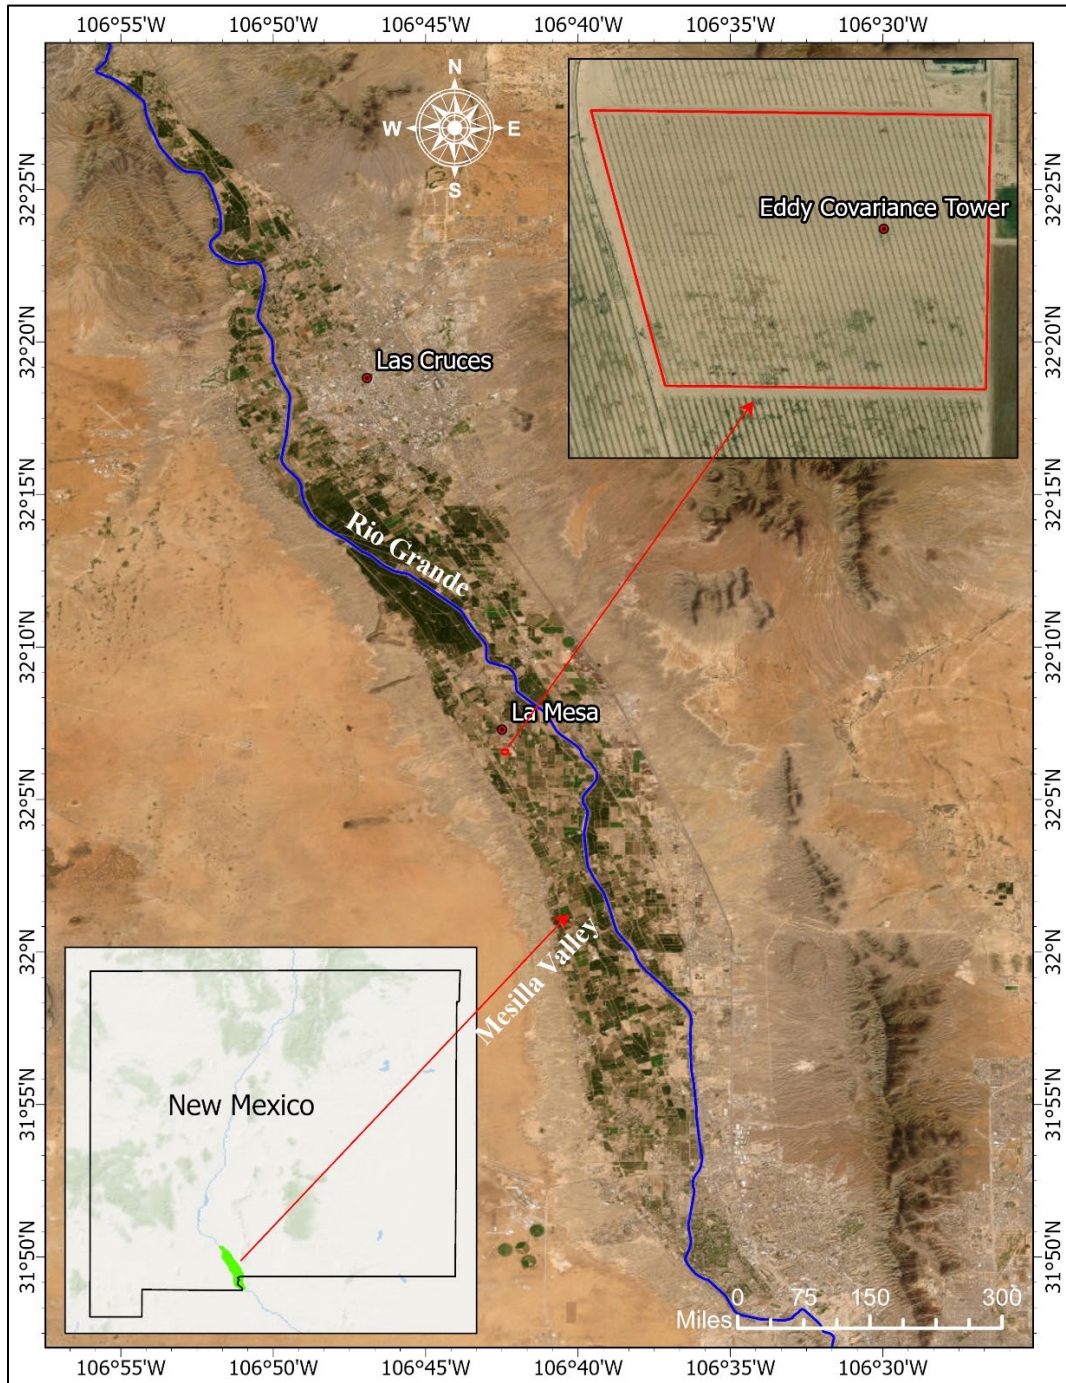 106°55'W 106°50'W 106°45'W 106°40'W 106°35'W 106°30'W
N
W E
S
32°25'N 32°25'N
Eddy Covariance Tower
32°20'N 32°20'N
Las Cruces
32°15'N 32°15'N
Rio Grande
32°10'N 32°10'N
La Mesa
32°5'N 32°5'N
32°N 32°N
Mesilla Valley
31°55'N 31°55'N
New Mexico
31°50'N 31°50'N
0 75 150 300
Miles
106°55'W 106°50'W 106°45'W 106°40'W 106°35'W 106°30'W